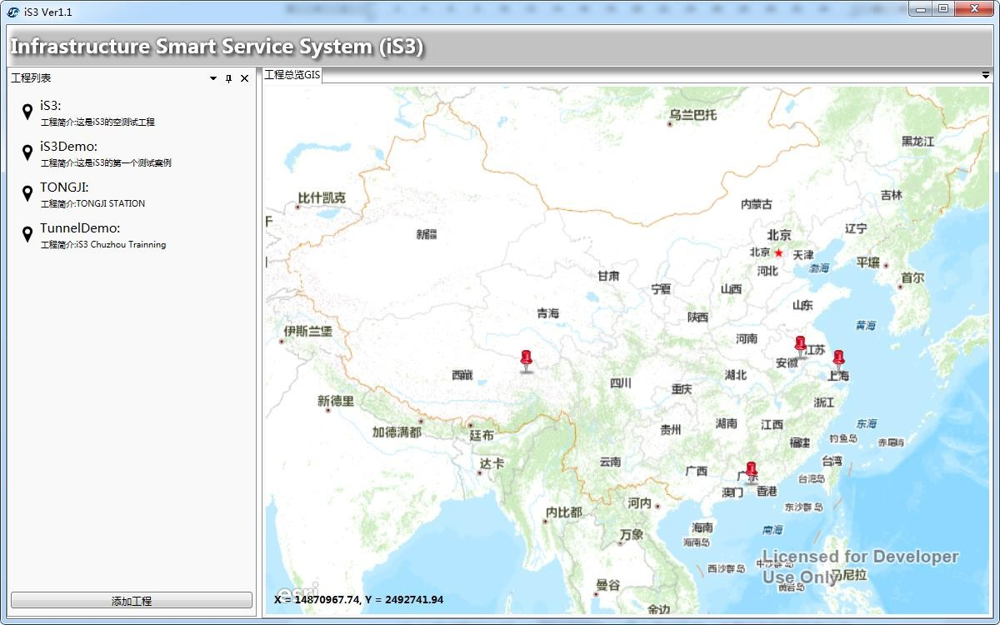 iS3 Ver1.1
Infrastructure Smart Service System (iS3)
工程列表
工程总览GIS
iS3:
工程简介:这是iS3的空测试工程
iS3Demo:
工程简介:这是iS3的第一个测试案例
TONGJI:
工程简介:TONGJI STATION
TunnelDemo:
工程简介:iS3 Chuzhou Trainning
添加工程
乌兰巴托
黑龙江
吉林
比什凯克
内蒙古
新疆
北京
辽宁
北京
天津
平壤
渤海
河北
首尔
甘肃
宁夏
山西
山东
青海
陕西
黄海
伊斯兰堡
河南
江苏
安徽
西藏
湖北
上海
四川
重庆
新德里
浙江
湖南
江西
东海
贵州
加德满都
廷布
福建
钓鱼岛
赤尾屿
云南
台湾
达卡
广西
台湾岛
澳门
香港
河内
东沙群岛
内比都
海南
南海
万象
海南岛
Licensed for Developer
Use Only
西沙群岛
中沙群岛
马尼拉
曼谷
黄岩岛
esri
X = 14870967.74, Y = 2492741.94
金边